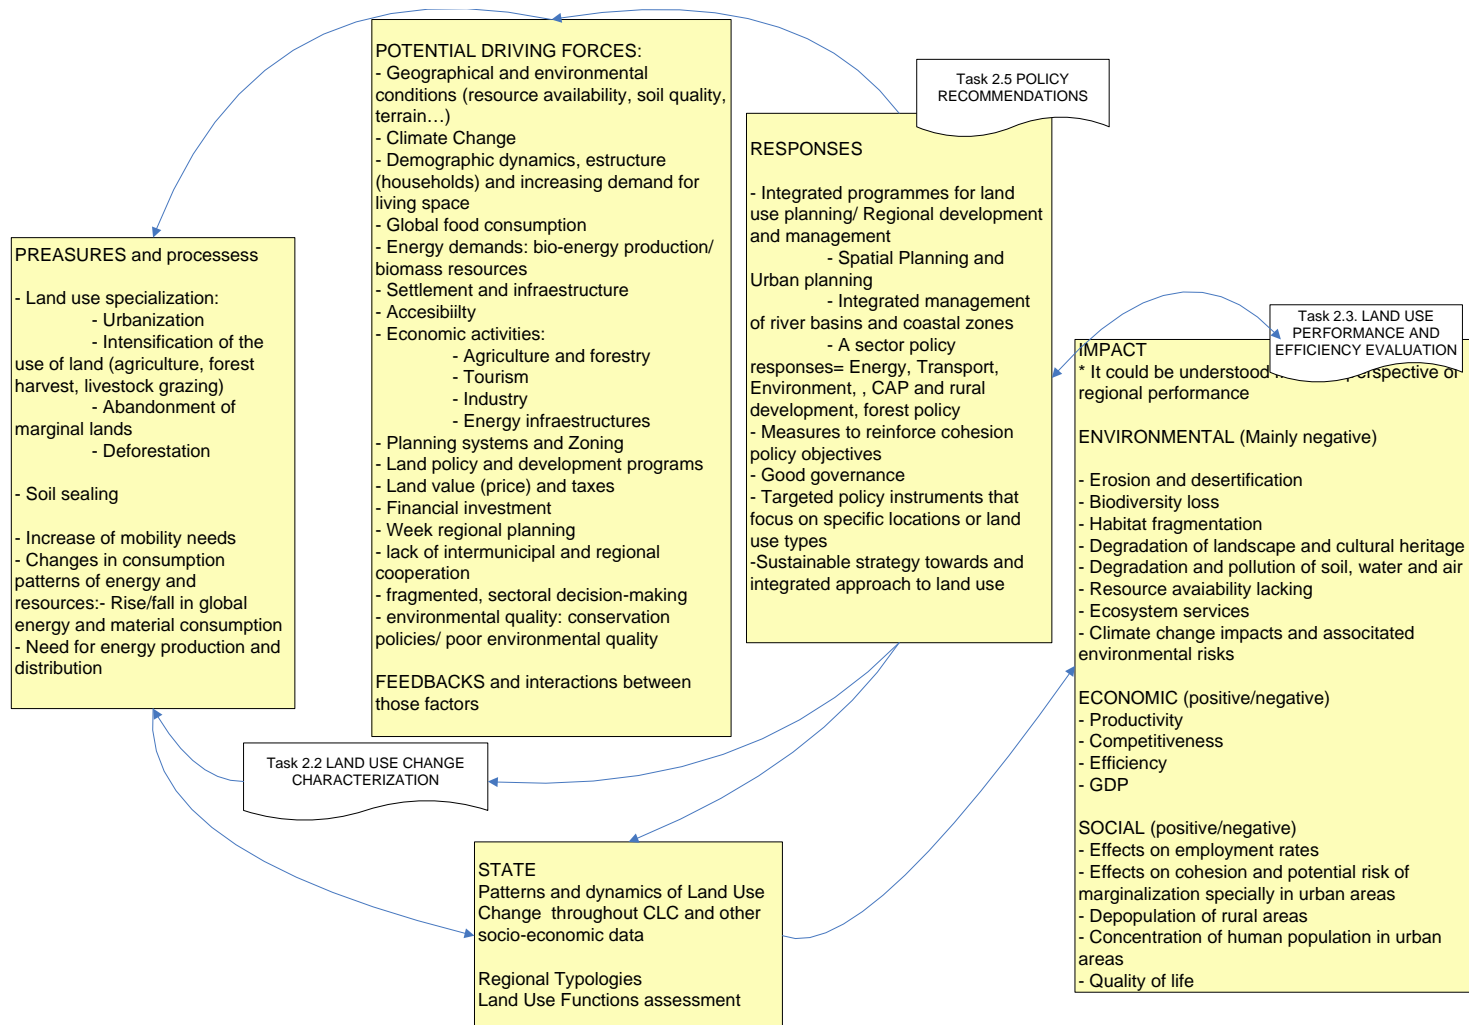 PREASURES and processess
- Land use specialization:
- Urbanization
- Intensification of the
use of land (agriculture, forest
harvest, livestock grazing)
- Abandonment of
marginal lands
- Deforestation
- Soil sealing
- Increase of mobility needs
- Changes in consumption
patterns of energy and
resources:- Rise/fall in global
energy and material consumption
- Need for energy production and
distribution
POTENTIAL DRIVING FORCES:
- Geographical and environmental
conditions (resource availability, soil quality,
terrain…)
- Climate Change
- Demographic dynamics, estructure
(households) and increasing demand for
living space
- Global food consumption
- Energy demands: bio-energy production/
biomass resources
- Settlement and infraestructure
- Accesibiilty
- Economic activities:
- Agriculture and forestry
- Tourism
- Industry
- Energy infraestructures
- Planning systems and Zoning
- Land policy and development programs
- Land value (price) and taxes
- Financial investment
- Week regional planning
- lack of intermunicipal and regional
cooperation
- fragmented, sectoral decision-making
- environmental quality: conservation
policies/ poor environmental quality
FEEDBACKS and interactions between
those factors
Task 2.5 POLICY
RECOMMENDATIONS
RESPONSES
- Integrated programmes for land
use planning/ Regional development
and management
- Spatial Planning and
Urban planning
- Integrated management
of river basins and coastal zones
- A sector policy
responses= Energy, Transport,
Environment, , CAP and rural
development, forest policy
- Measures to reinforce cohesion
policy objectives
- Good governance
- Targeted policy instruments that
focus on specific locations or land
use types
-Sustainable strategy towards and
integrated approach to land use
Task 2.3. LAND USE
PERFORMANCE AND
EFFICIENCY EVALUATION
IMPACT
* It could be understood perspective of
regional performance
ENVIRONMENTAL (Mainly negative)
- Erosion and desertification
- Biodiversity loss
- Habitat fragmentation
- Degradation of landscape and cultural heritage
- Degradation and pollution of soil, water and air
- Resource avaiability lacking
- Ecosystem services
- Climate change impacts and associtated
environmental risks
ECONOMIC (positive/negative)
- Productivity
- Competitiveness
- Efficiency
- GDP
SOCIAL (positive/negative)
- Effects on employment rates
- Effects on cohesion and potential risk of
marginalization specially in urban areas
- Depopulation of rural areas
- Concentration of human population in urban
areas
- Quality of life
Task 2.2 LAND USE CHANGE
CHARACTERIZATION
STATE
Patterns and dynamics of Land Use
Change throughout CLC and other
socio-economic data
Regional Typologies
Land Use Functions assessment